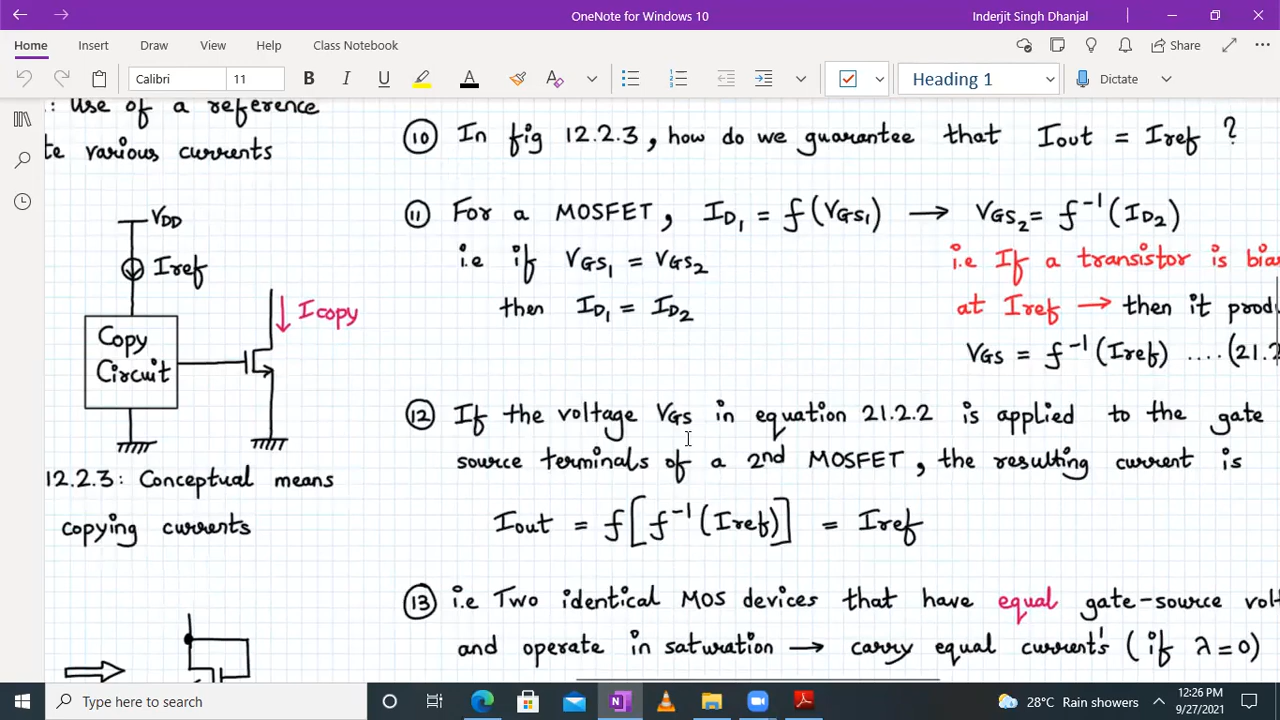 OneNote for Windows 10
Inderjit Singh Dhanjal
Home Insert Draw View Help Class Notebook Share
Calibri 11 B I U A Heading 1 Dictate
: Use of a reference
te various currents
VDD
Iref
Icopy
Copy
Circuit
12.2.3: Conceptual means
copying currents
⑩ In fig 12.2.3, how do we guarantee that Iout = Iref ?
⑪ For a MOSFET, ID1 = f(VGS1) → VGS2 = f⁻¹(ID2)
i.e if VGS1 = VGS2
then ID1 = ID2
i.e If a transistor is bia
at Iref → then it prod
VGS = f⁻¹(Iref) ....(21.2
⑫ If the voltage VGS in equation 21.2.2 is applied to the gate
source terminals of a 2nd MOSFET, the resulting current is
Iout = f[f⁻¹(Iref)] = Iref
⑬ i.e Two identical MOS devices that have equal gate-source volt
and operate in saturation → carry equal current's (if λ=0)
Type here to search
28°C Rain showers
12:26 PM
9/27/2021